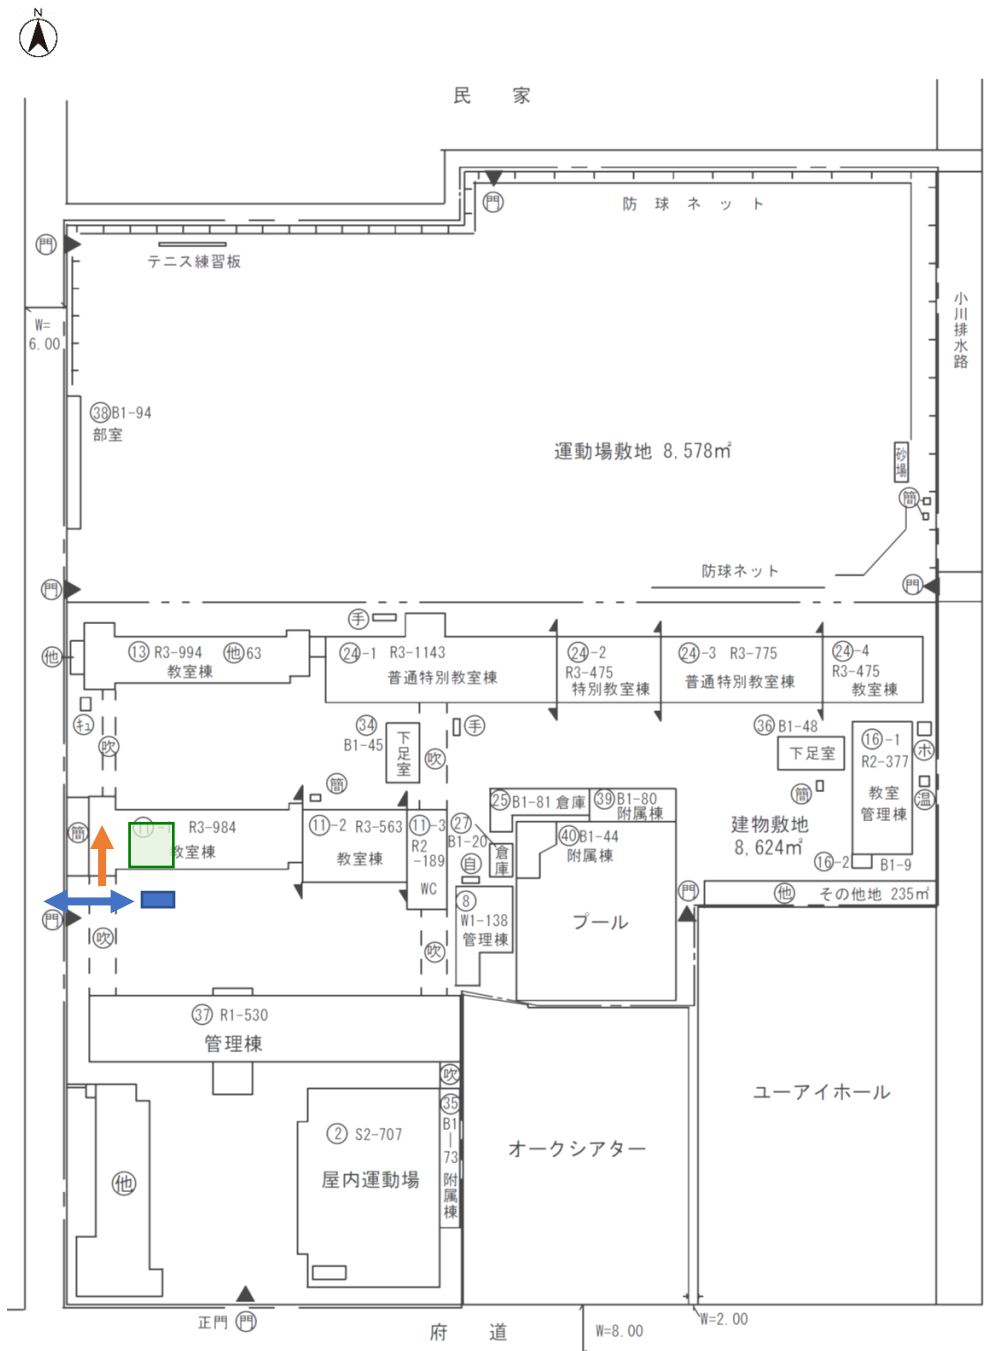 N
民　家
門
防球ネット
門
テニス練習板
小川排水路
W=
6.00
㊳B1-94
部室
運動場敷地 8,578㎡
砂場
簡
防球ネット
門
門
手
他
⑬ R3-994
他63
教室棟
㉔-1 R3-1143
普通特別教室棟
㉔-2
R3-475
特別教室棟
㉔-3 R3-775
普通特別教室棟
㉔-4
R3-475
教室棟
ｷｭ
吹
㉞
B1-45
下足室
手
吹
㊱B1-48
下足室
⑯-1
R2-377
教室
管理棟
ホ
温
簡
簡
㉕B1-81 倉庫
㊴B1-80
附属棟
簡
R3-984
教室棟
⑪-2 R3-563
教室棟
⑪-3
R2
-189
WC
㉗
B1-20
倉庫
㊵B1-44
附属棟
建物敷地
8,624㎡
⑯-2
B1-9
自
門
他 その他地 235㎡
門
⑧
W1-138
管理棟
プール
吹
吹
㊲ R1-530
管理棟
吹
㉟
B1-73
附属棟
② S2-707
屋内運動場
他
オークシアター
ユーアイホール
正門 門
府　道
W=8.00
W=2.00